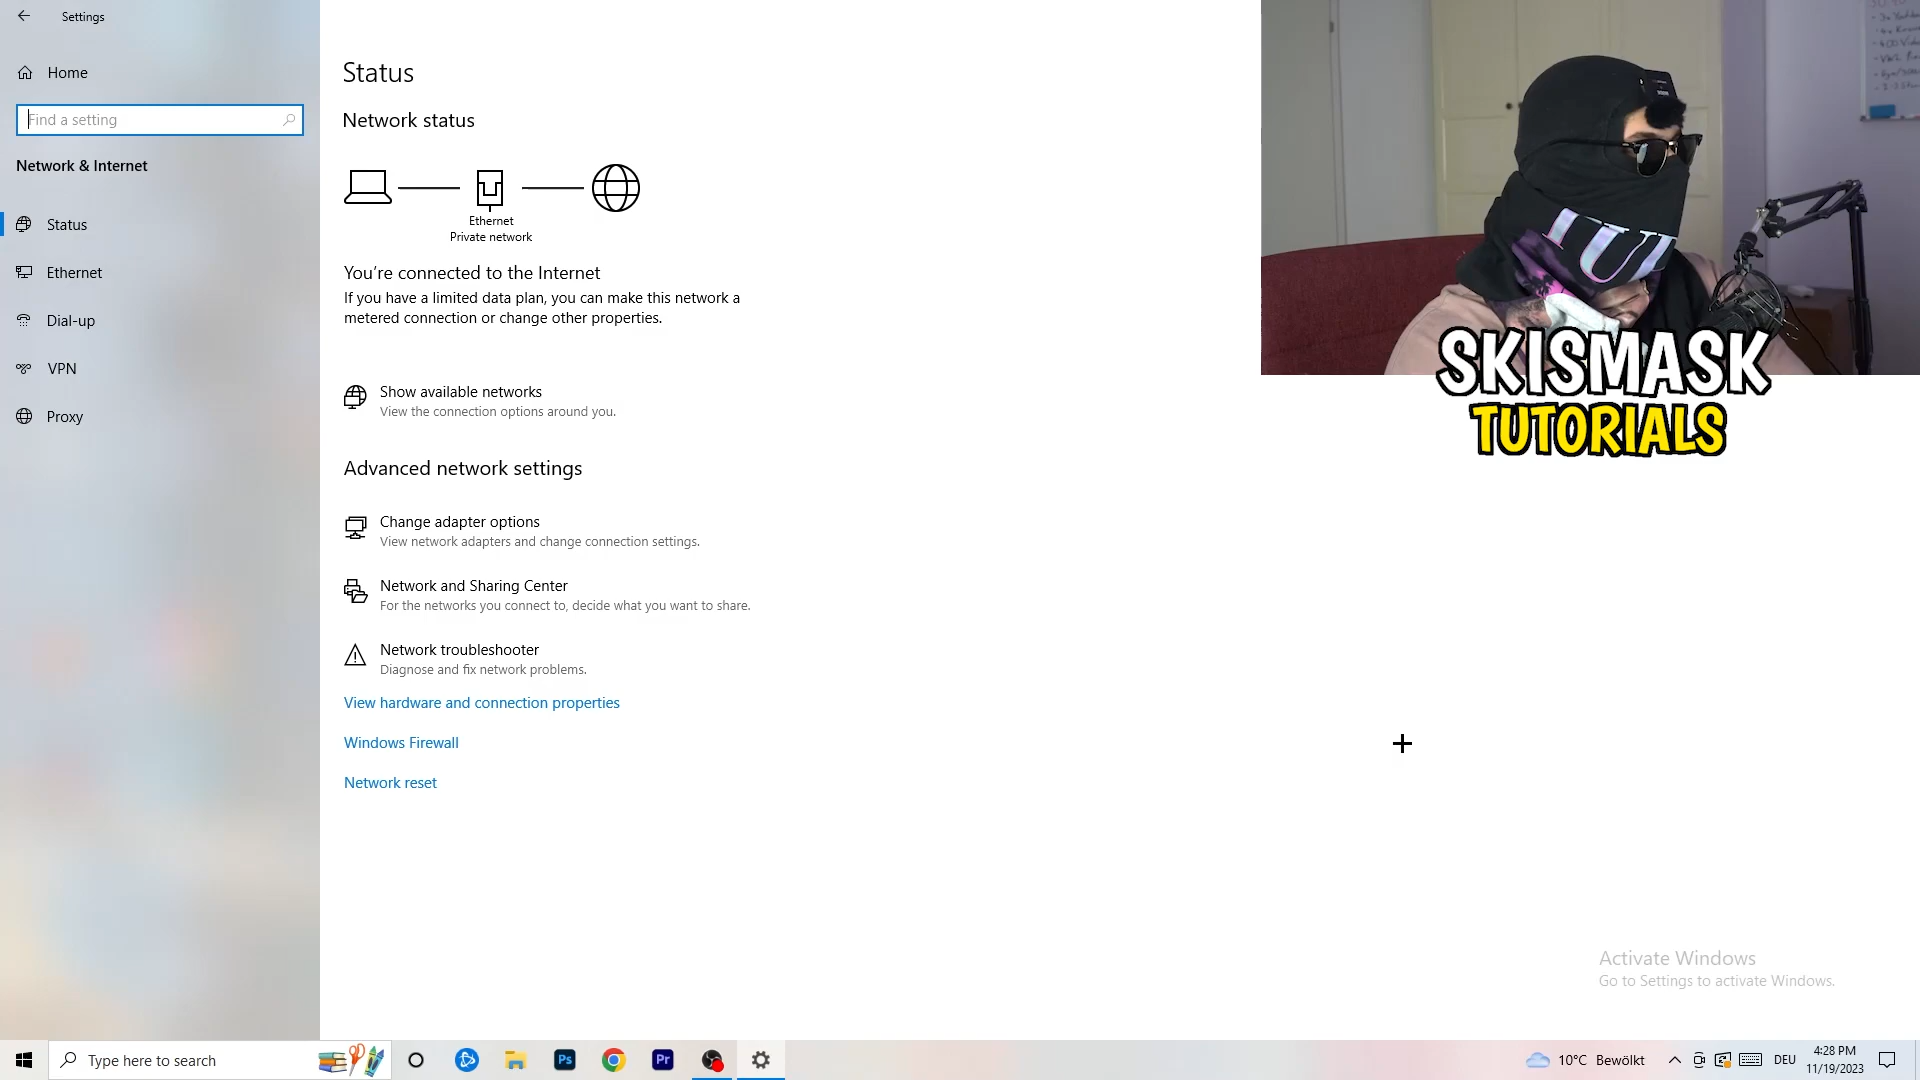 Settings
Home
Find a setting
Network & Internet
Status
Ethernet
Dial-up
VPN
Proxy
Status
Network status
Ethernet
Private network
You're connected to the Internet
If you have a limited data plan, you can make this network a
metered connection or change other properties.
Show available networks
View the connection options around you.
Advanced network settings
Change adapter options
View network adapters and change connection settings.
Network and Sharing Center
For the networks you connect to, decide what you want to share.
Network troubleshooter
Diagnose and fix network problems.
View hardware and connection properties
Windows Firewall
Network reset
SKISMASK
TUTORIALS
Activate Windows
Go to Settings to activate Windows.
Type here to search
Ps
Pr
10°C Bewölkt
DEU
4:28 PM
11/19/2023